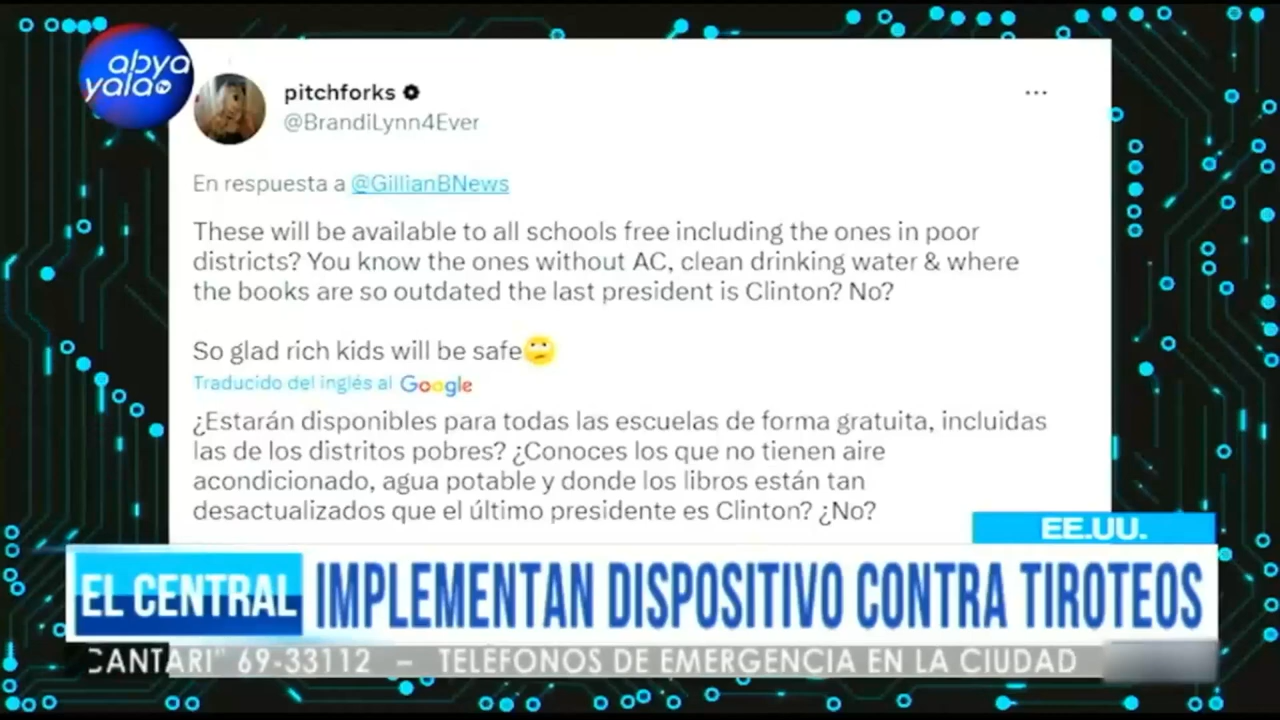 abya
yala tv
pitchforks
@BrandiLynn4Ever
En respuesta a @GillianBNews
These will be available to all schools free including the ones in poor
districts? You know the ones without AC, clean drinking water & where
the books are so outdated the last president is Clinton? No?
So glad rich kids will be safe🙄
Traducido del inglés al Google
¿Estarán disponibles para todas las escuelas de forma gratuita, incluidas
las de los distritos pobres? ¿Conoces los que no tienen aire
acondicionado, agua potable y donde los libros están tan
desactualizados que el último presidente es Clinton? ¿No?
EE.UU.
EL CENTRAL
IMPLEMENTAN DISPOSITIVO CONTRA TIROTEOS
CANTARI" 69-33112 – TELÉFONOS DE EMERGENCIA EN LA CIUDAD